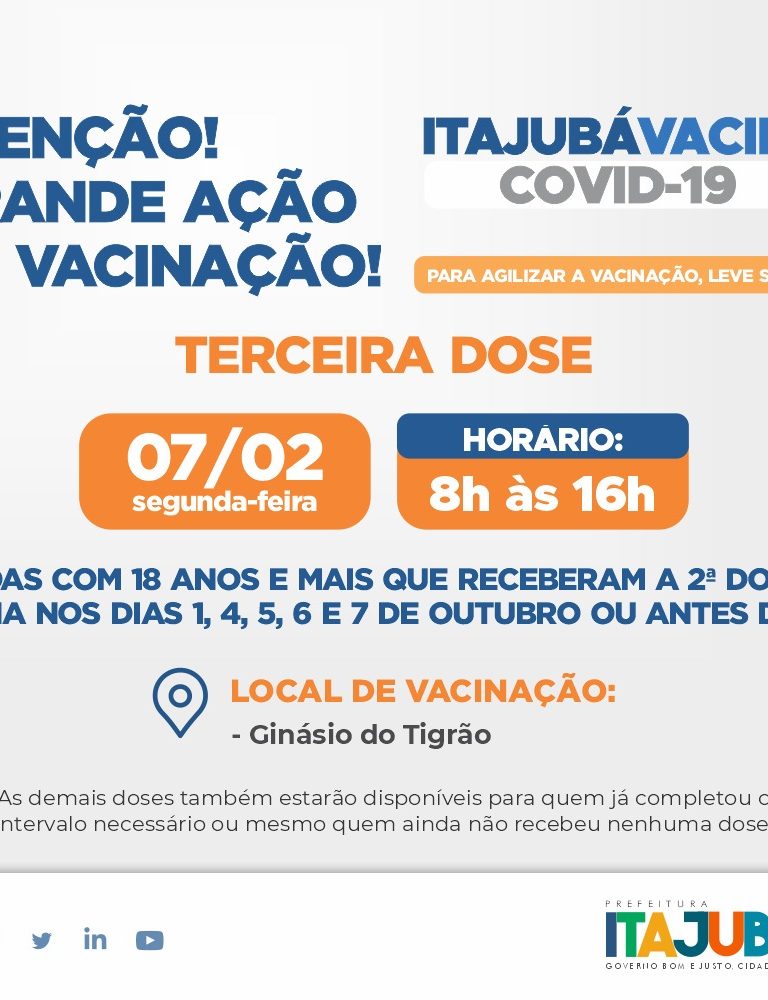 ENÇÃO!
ANDE AÇÃO
VACINAÇÃO!
ITAJUBÁVACI
COVID-19
PARA AGILIZAR A VACINAÇÃO, LEVE S
TERCEIRA DOSE
07/02
segunda-feira
HORÁRIO:
8h às 16h
OAS COM 18 ANOS E MAIS QUE RECEBERAM A 2ª DO
A NOS DIAS 1, 4, 5, 6 E 7 DE OUTUBRO OU ANTES D
LOCAL DE VACINAÇÃO:
- Ginásio do Tigrão
As demais doses também estarão disponíveis para quem já completou o
ntervalo necessário ou mesmo quem ainda não recebeu nenhuma dose
in
PREFEITURA
ITAJUB
GOVERNO BOM E JUSTO, CIDAD